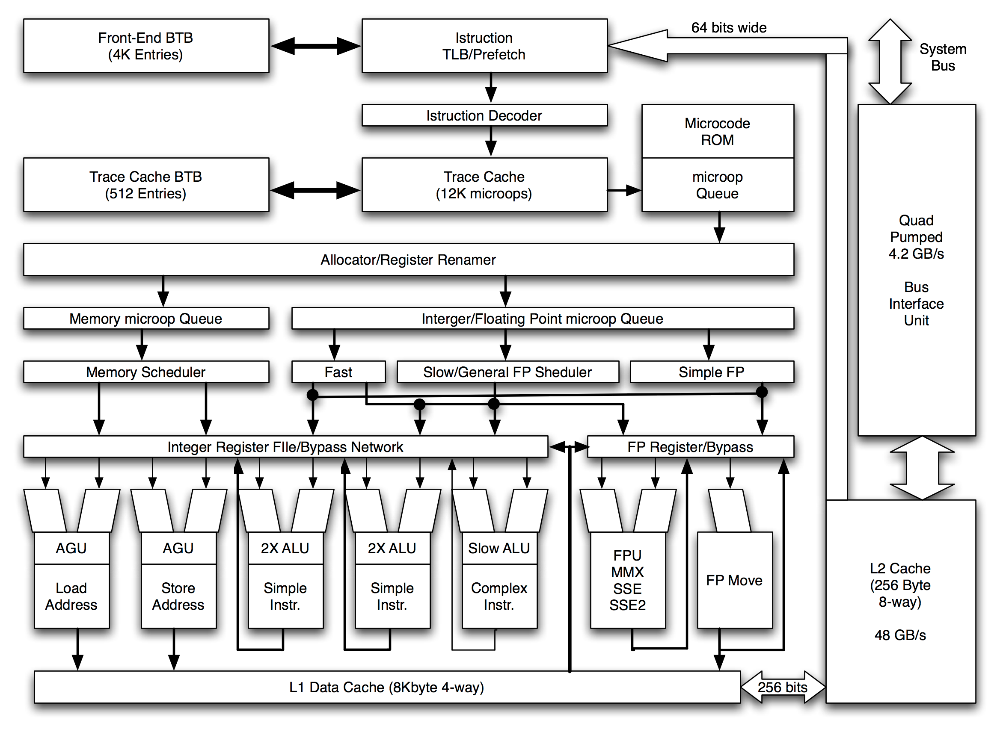 Front-End BTB
(4K Entries)
Istruction
TLB/Prefetch
64 bits wide
System
Bus
Istruction Decoder
Microcode
ROM
Trace Cache BTB
(512 Entries)
Trace Cache
(12K microops)
microop
Queue
Quad
Pumped
4.2 GB/s
Bus
Interface
Unit
Allocator/Register Renamer
Memory microop Queue
Interger/Floating Point microop Queue
Memory Scheduler
Fast
Slow/General FP Sheduler
Simple FP
Integer Register FIle/Bypass Network
FP Register/Bypass
AGU
Load
Address
AGU
Store
Address
2X ALU
Simple
Instr.
2X ALU
Simple
Instr.
Slow ALU
Complex
Instr.
FPU
MMX
SSE
SSE2
FP Move
L2 Cache
(256 Byte
8-way)
48 GB/s
L1 Data Cache (8Kbyte 4-way)
256 bits